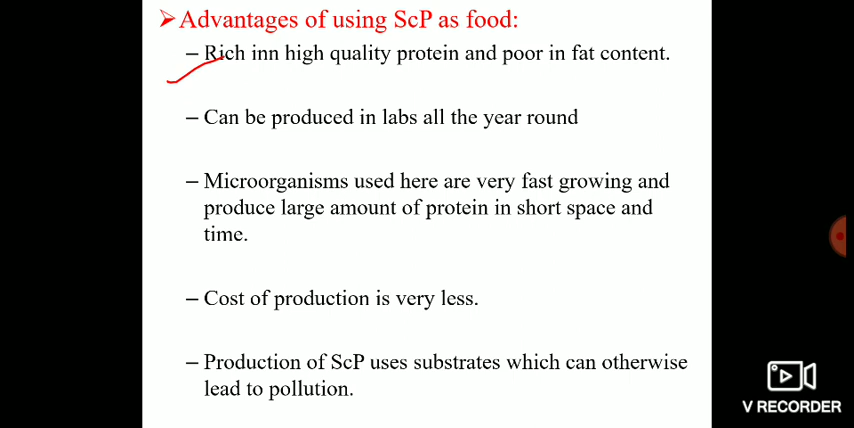 ➢Advantages of using ScP as food:
– Rich inn high quality protein and poor in fat content.
– Can be produced in labs all the year round
– Microorganisms used here are very fast growing and
produce large amount of protein in short space and
time.
– Cost of production is very less.
– Production of ScP uses substrates which can otherwise
lead to pollution.
V RECORDER